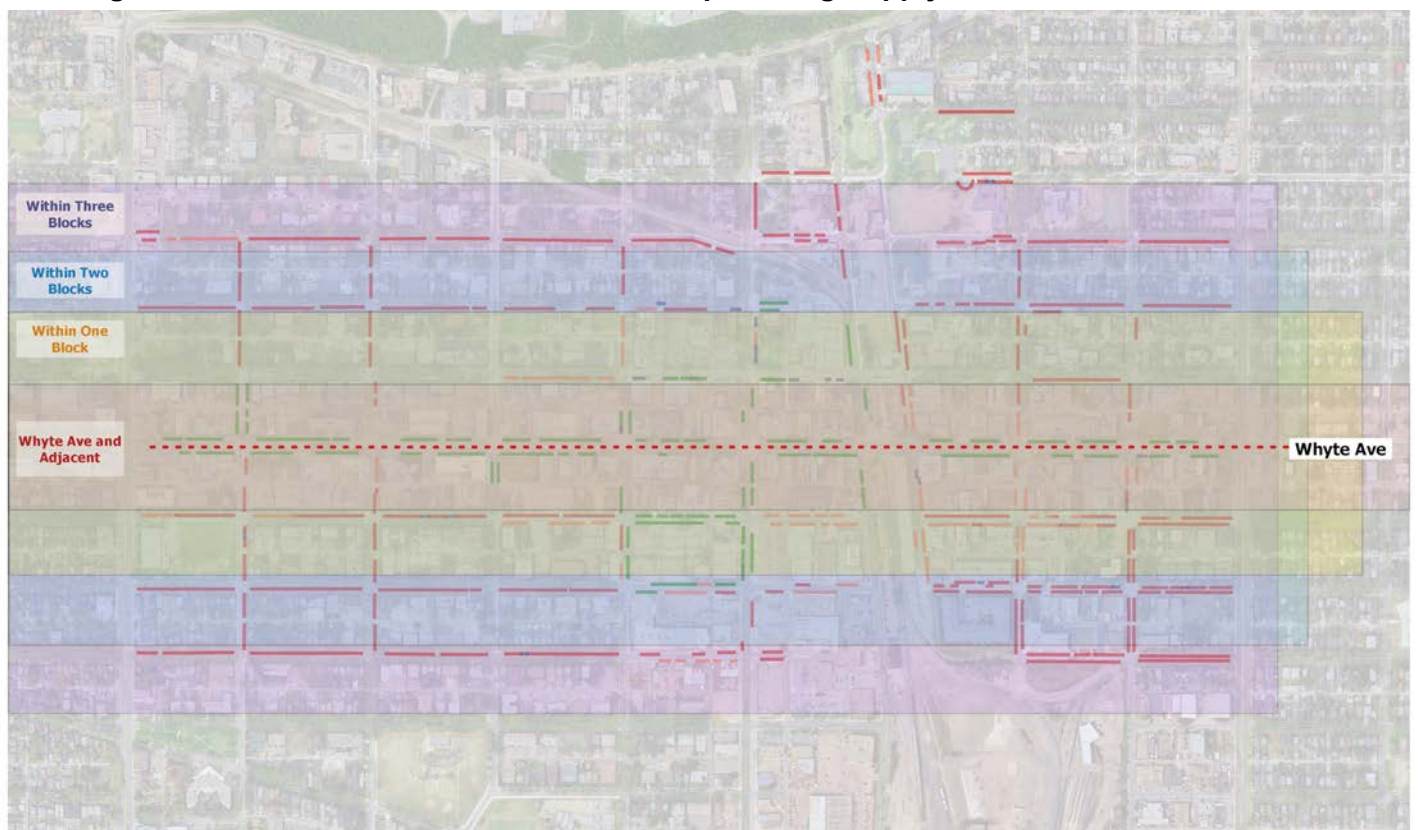 Within Three
Blocks
Within Two
Blocks
Within One
Block
Whyte Ave and
Adjacent
Whyte Ave